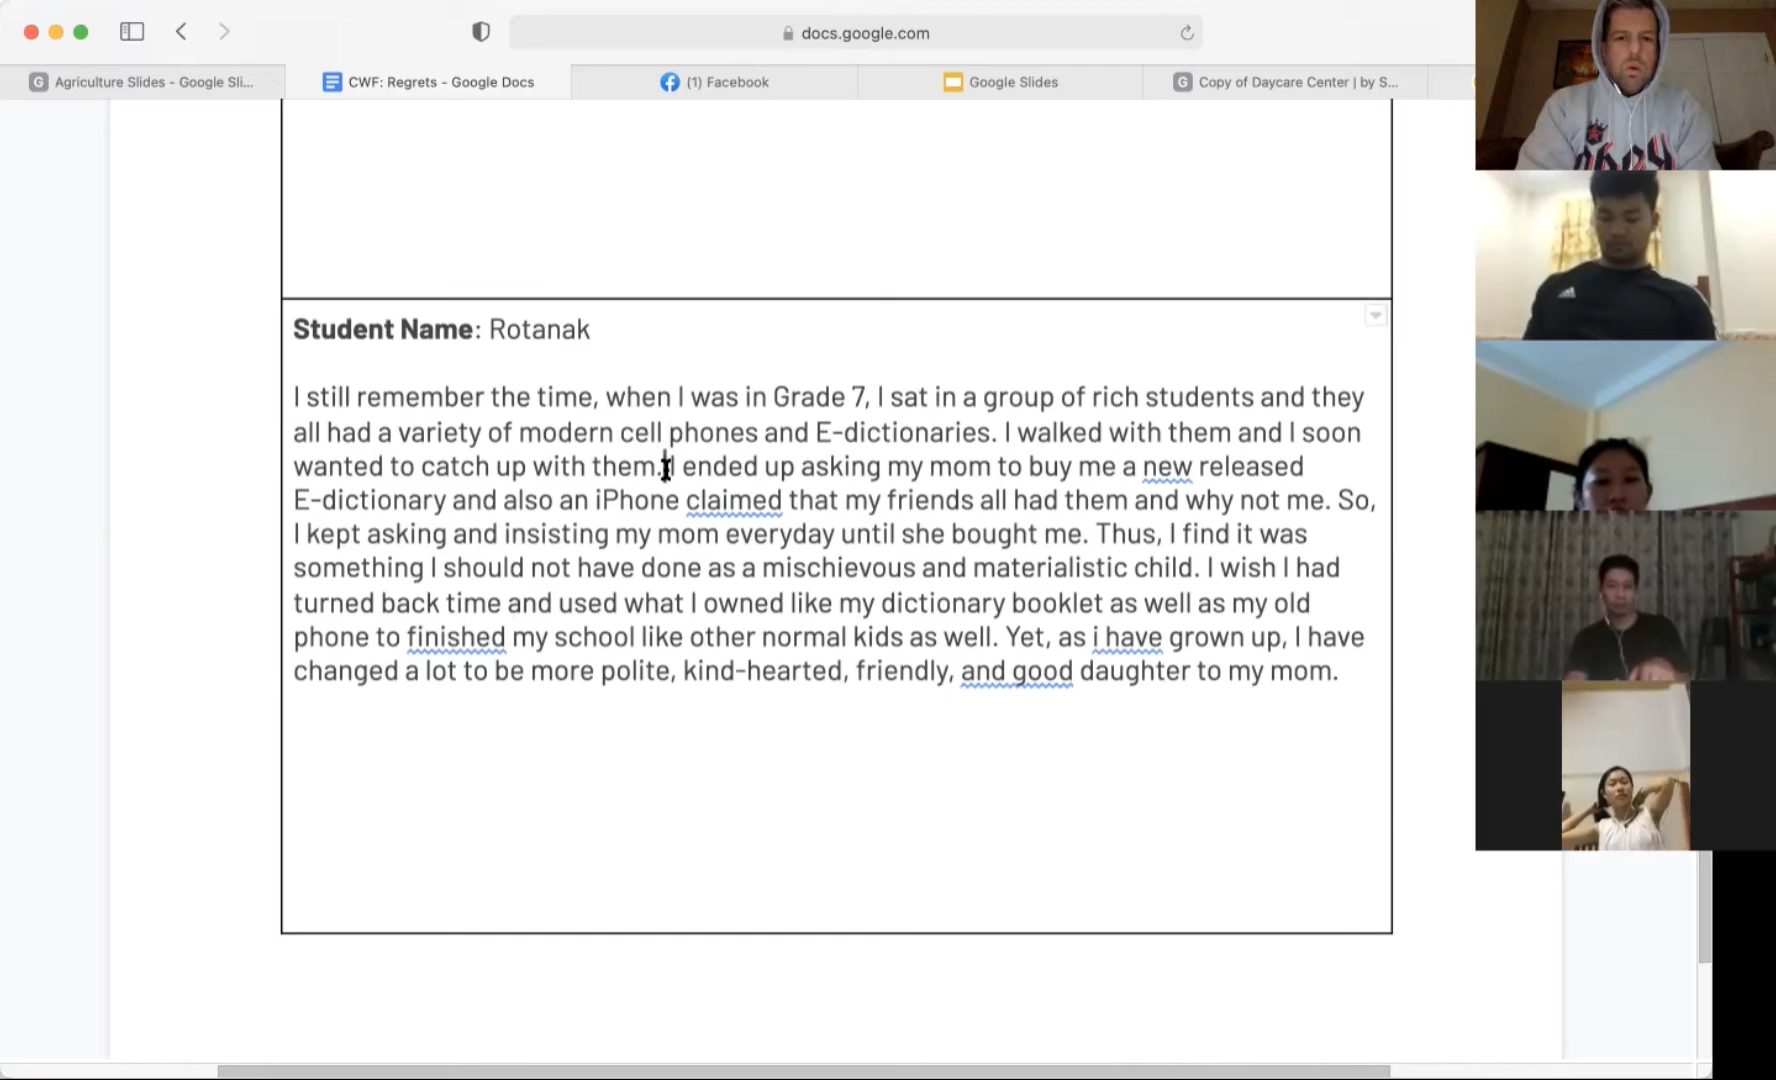 docs.google.com
Agriculture Slides - Google Sli...
CWF: Regrets - Google Docs
(1) Facebook
Google Slides
Copy of Daycare Center | by S...
Student Name: Rotanak
I still remember the time, when I was in Grade 7, I sat in a group of rich students and they
all had a variety of modern cell phones and E-dictionaries. I walked with them and I soon
wanted to catch up with them. I ended up asking my mom to buy me a new released
E-dictionary and also an iPhone claimed that my friends all had them and why not me. So,
I kept asking and insisting my mom everyday until she bought me. Thus, I find it was
something I should not have done as a mischievous and materialistic child. I wish I had
turned back time and used what I owned like my dictionary booklet as well as my old
phone to finished my school like other normal kids as well. Yet, as i have grown up, I have
changed a lot to be more polite, kind-hearted, friendly, and good daughter to my mom.
obey